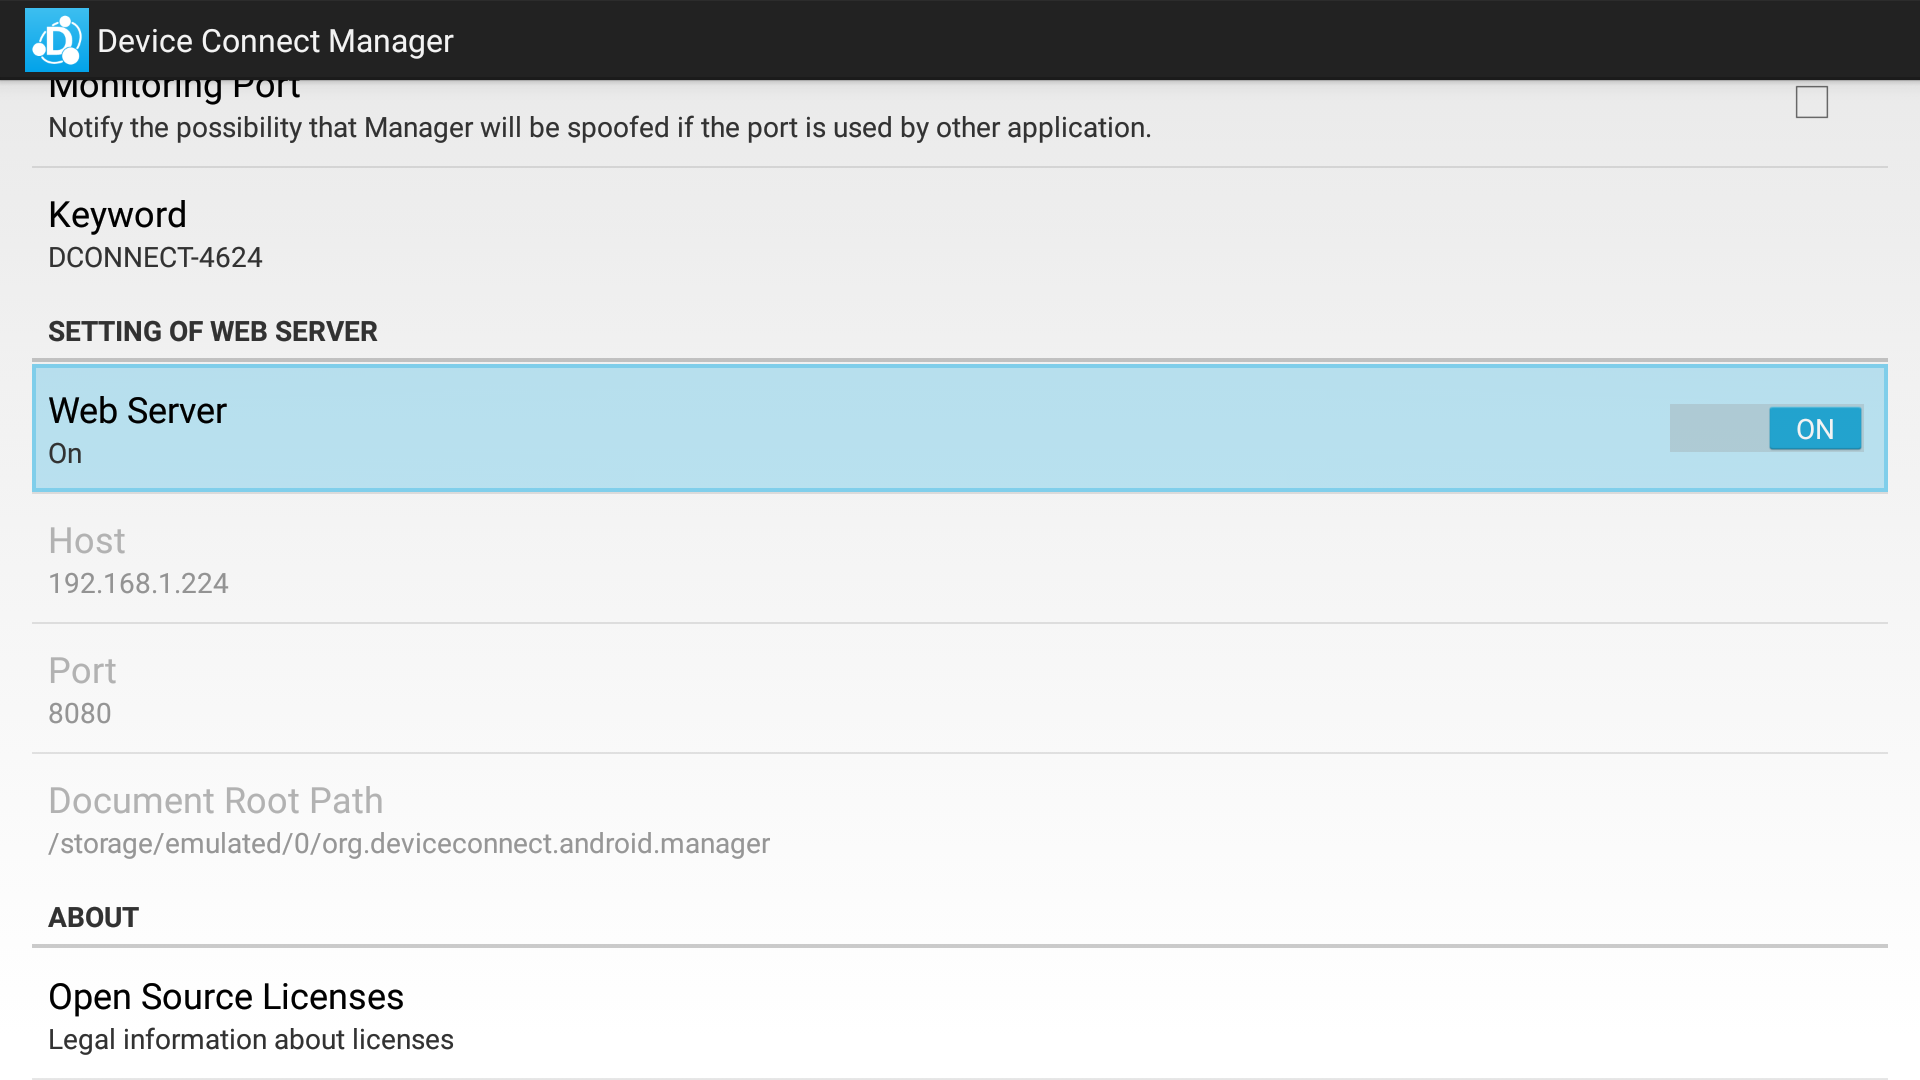 D
Device Connect Manager
Monitoring Port
Notify the possibility that Manager will be spoofed if the port is used by other application.
Keyword
DCONNECT-4624
SETTING OF WEB SERVER
Web Server
ON
On
Host
192.168.1.224
Port
8080
Document Root Path
/storage/emulated/0/org.deviceconnect.android.manager
ABOUT
Open Source Licenses
Legal information about licenses